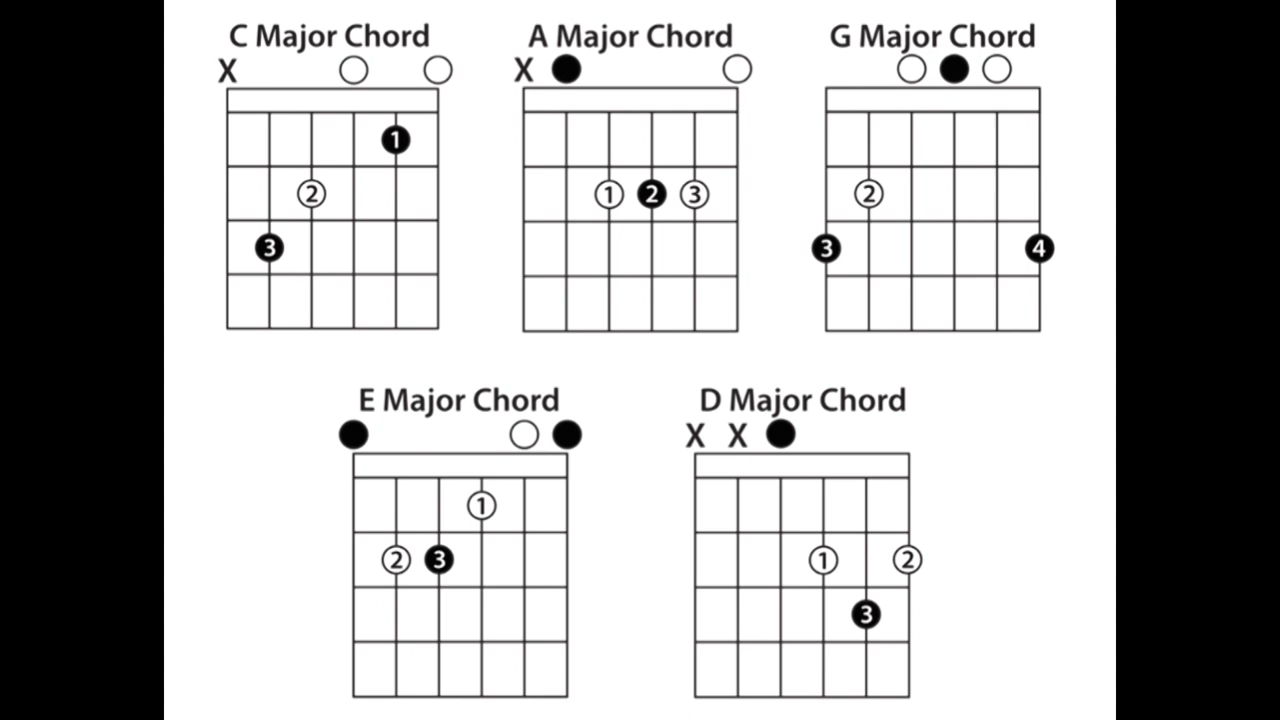 C Major Chord
X
1
2
3
A Major Chord
X
1 2 3
G Major Chord
2
3 4
E Major Chord
1
2 3
D Major Chord
X X
1 2
3